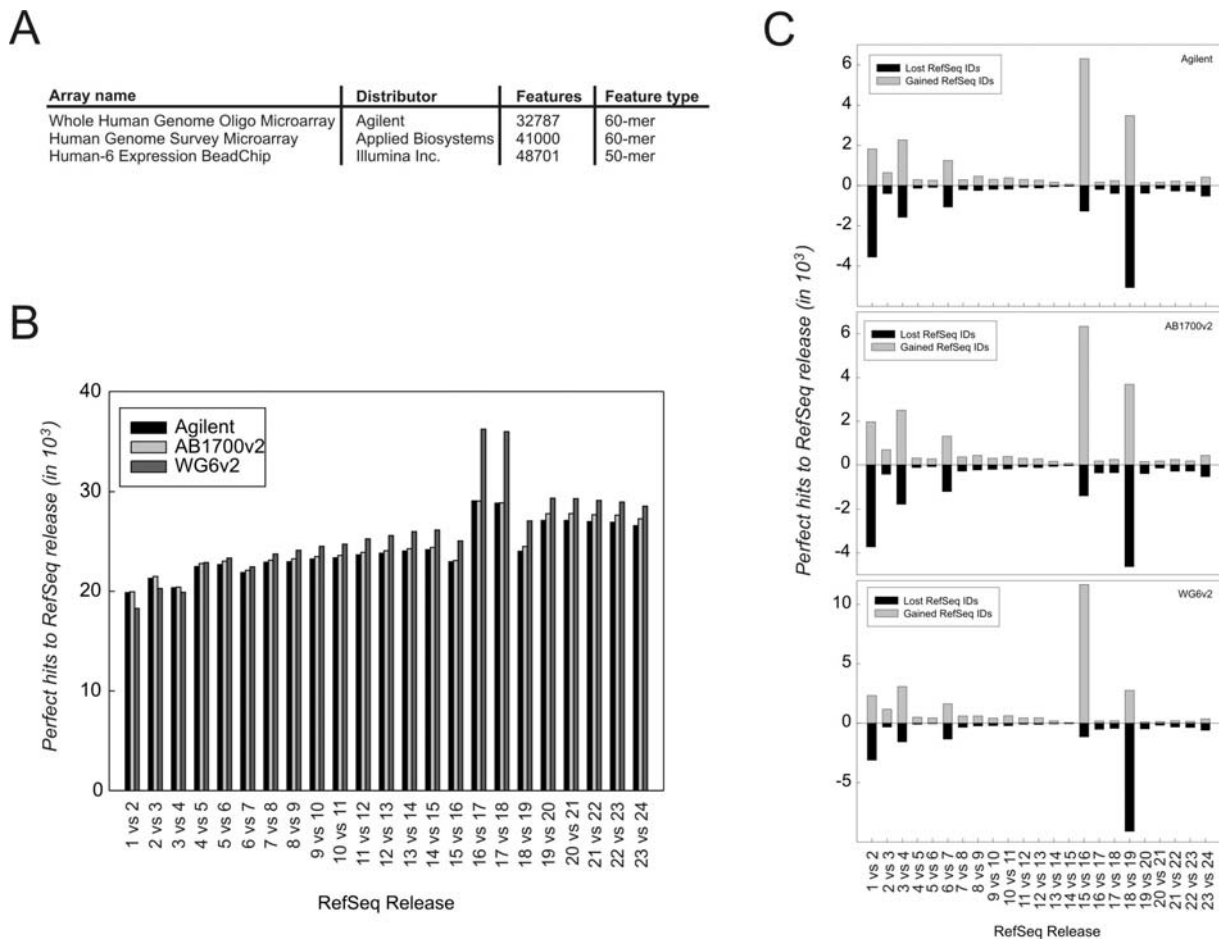 A
Array name Distributor Features Feature type
Whole Human Genome Oligo Microarray Agilent 32787 60-mer
Human Genome Survey Microarray Applied Biosystems 41000 60-mer
Human-6 Expression BeadChip Illumina Inc. 48701 50-mer
B
Perfect hits to RefSeq release (in 10³)
40
30
20
10
0
Agilent
AB1700v2
WG6v2
1 vs 2
2 vs 3
3 vs 4
4 vs 5
5 vs 6
6 vs 7
7 vs 8
8 vs 9
9 vs 10
10 vs 11
11 vs 12
12 vs 13
13 vs 14
14 vs 15
15 vs 16
16 vs 17
17 vs 18
18 vs 19
19 vs 20
20 vs 21
21 vs 22
22 vs 23
23 vs 24
RefSeq Release
C
Perfect hits to RefSeq release (in 10³)
Agilent
Lost RefSeq IDs
Gained RefSeq IDs
6
4
2
0
-2
-4
AB1700v2
Lost RefSeq IDs
Gained RefSeq IDs
6
4
2
0
-2
-4
WG6v2
Lost RefSeq IDs
Gained RefSeq IDs
10
5
0
-5
1 vs 2
2 vs 3
3 vs 4
4 vs 5
5 vs 6
6 vs 7
7 vs 8
8 vs 9
9 vs 10
10 vs 11
11 vs 12
12 vs 13
13 vs 14
14 vs 15
15 vs 16
16 vs 17
17 vs 18
18 vs 19
19 vs 20
20 vs 21
21 vs 22
22 vs 23
23 vs 24
RefSeq Release